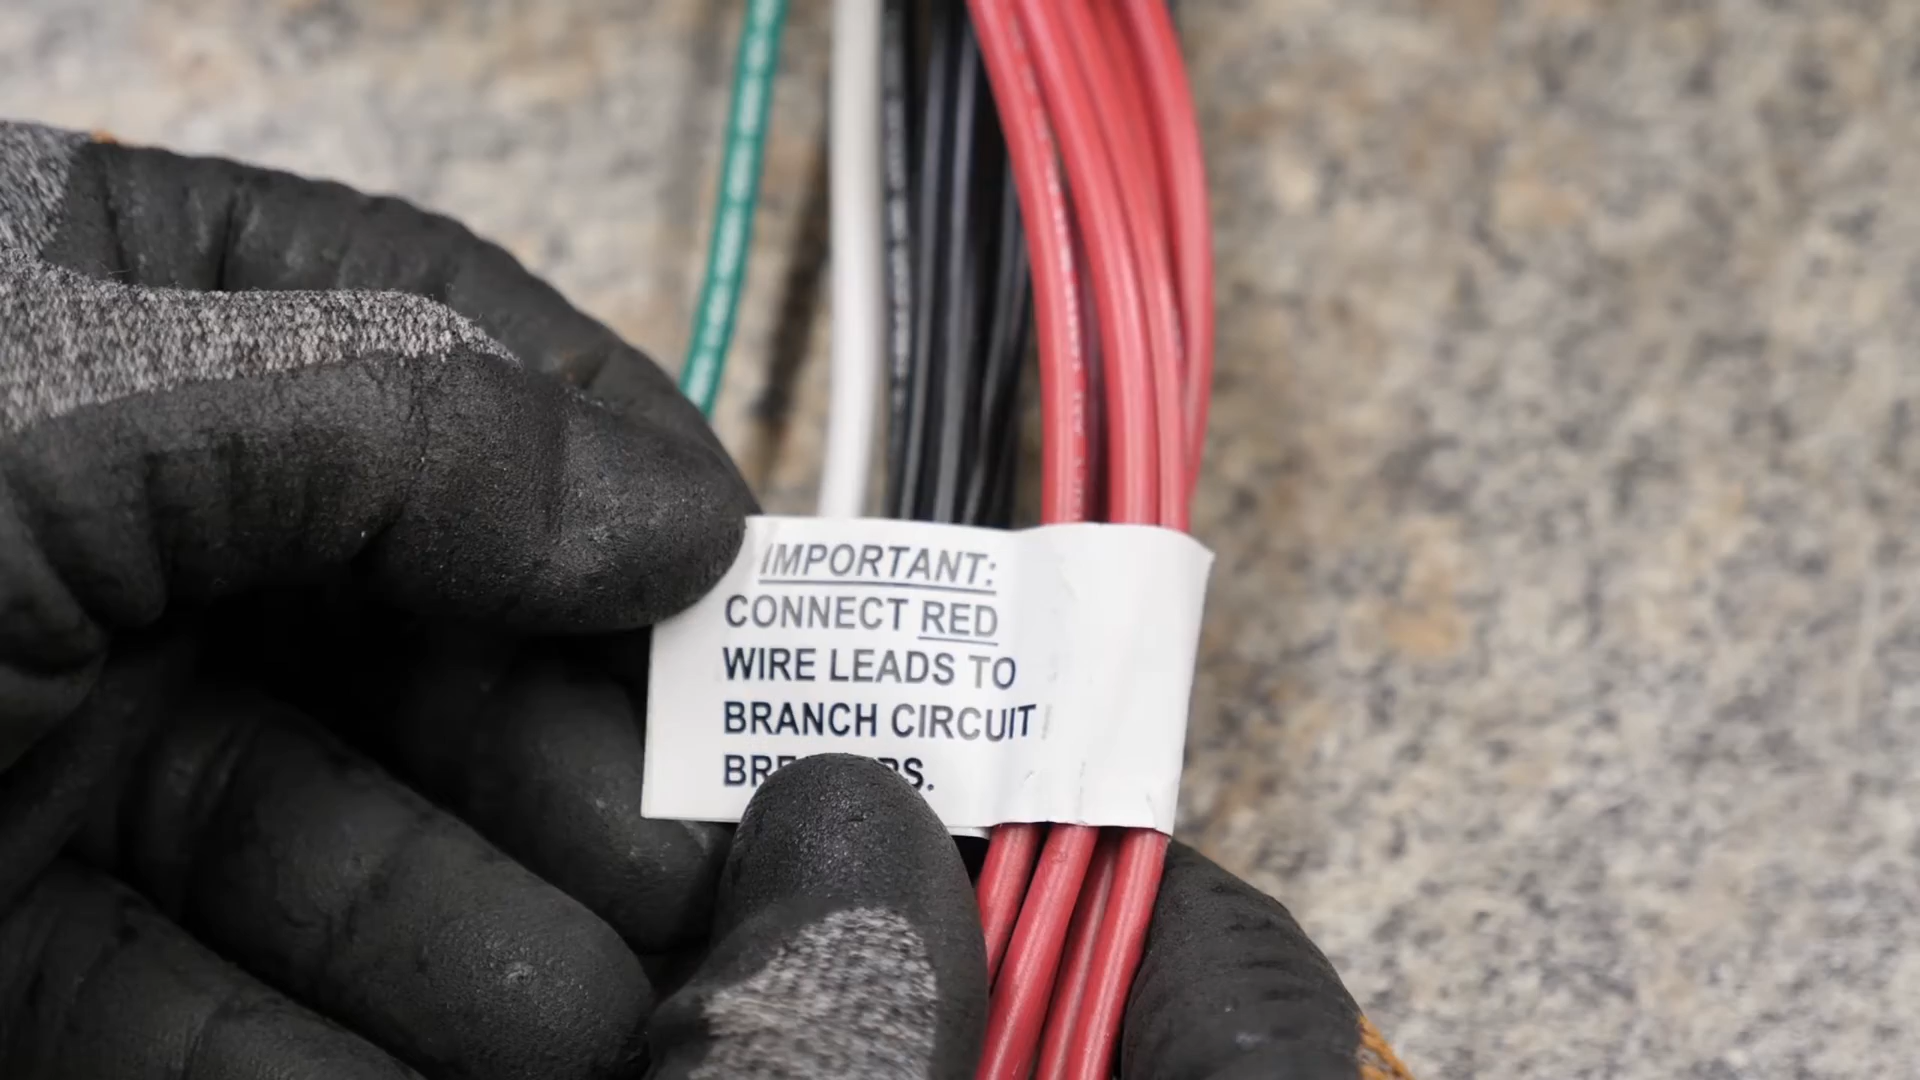 IMPORTANT:
CONNECT RED
WIRE LEADS TO
BRANCH CIRCUIT